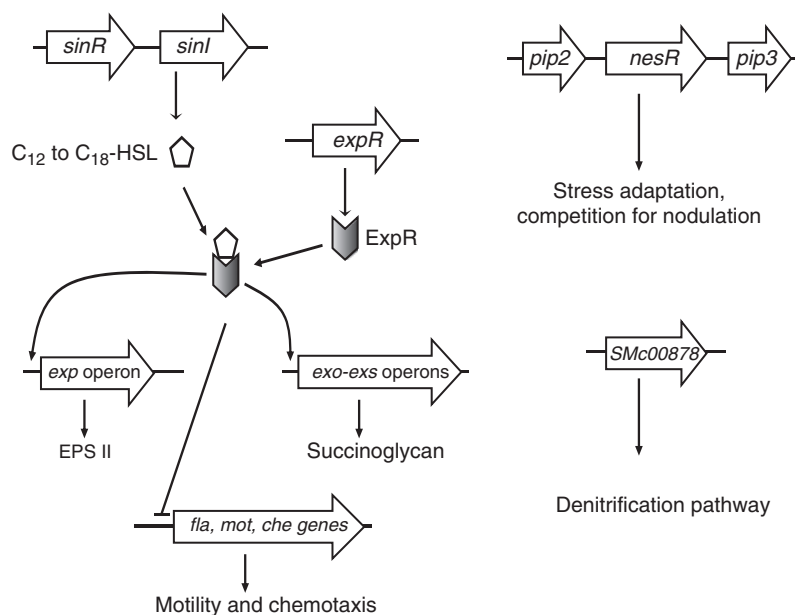 sinR sinI
C12 to C18-HSL
expR
ExpR
exp operon
EPS II
exo-exs operons
Succinoglycan
fla, mot, che genes
Motility and chemotaxis
pip2 nesR pip3
Stress adaptation,
competition for nodulation
SMc00878
Denitrification pathway